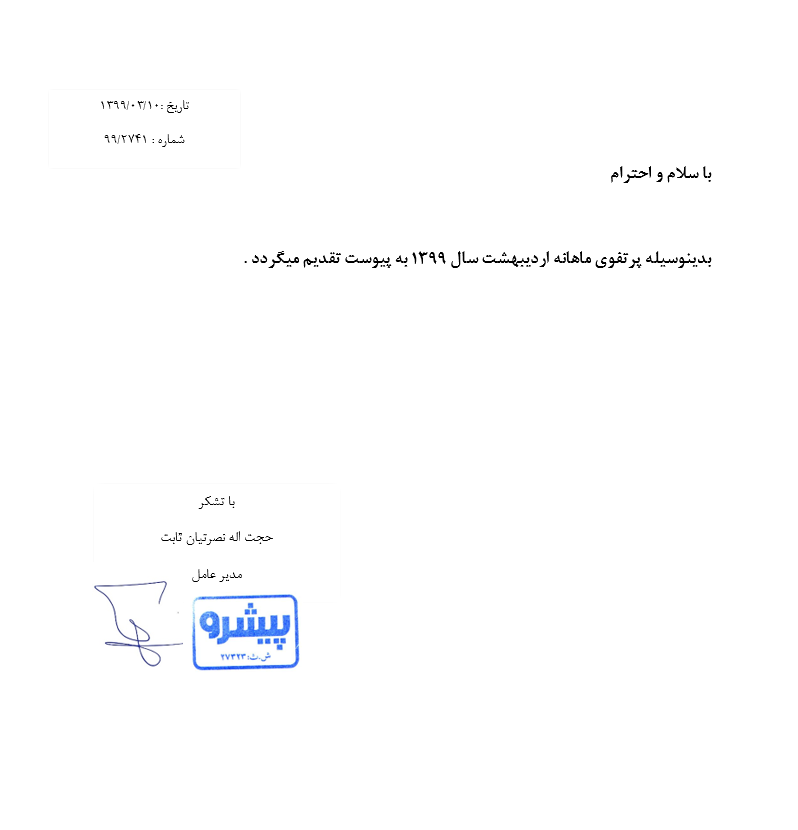 تاریخ :۱۳۹۹/۰۳/۱۰
شماره : ۹۹/۲۷۴۱
با سلام و احترام
بدینوسیله پرتفوی ماهانه اردیبهشت سال ۱۳۹۹ به پیوست تقدیم میگردد .
با تشکر
حجت اله نصرتیان ثابت
مدیر عامل
پیشرو
ش.ث: ۲۷۳۲۳